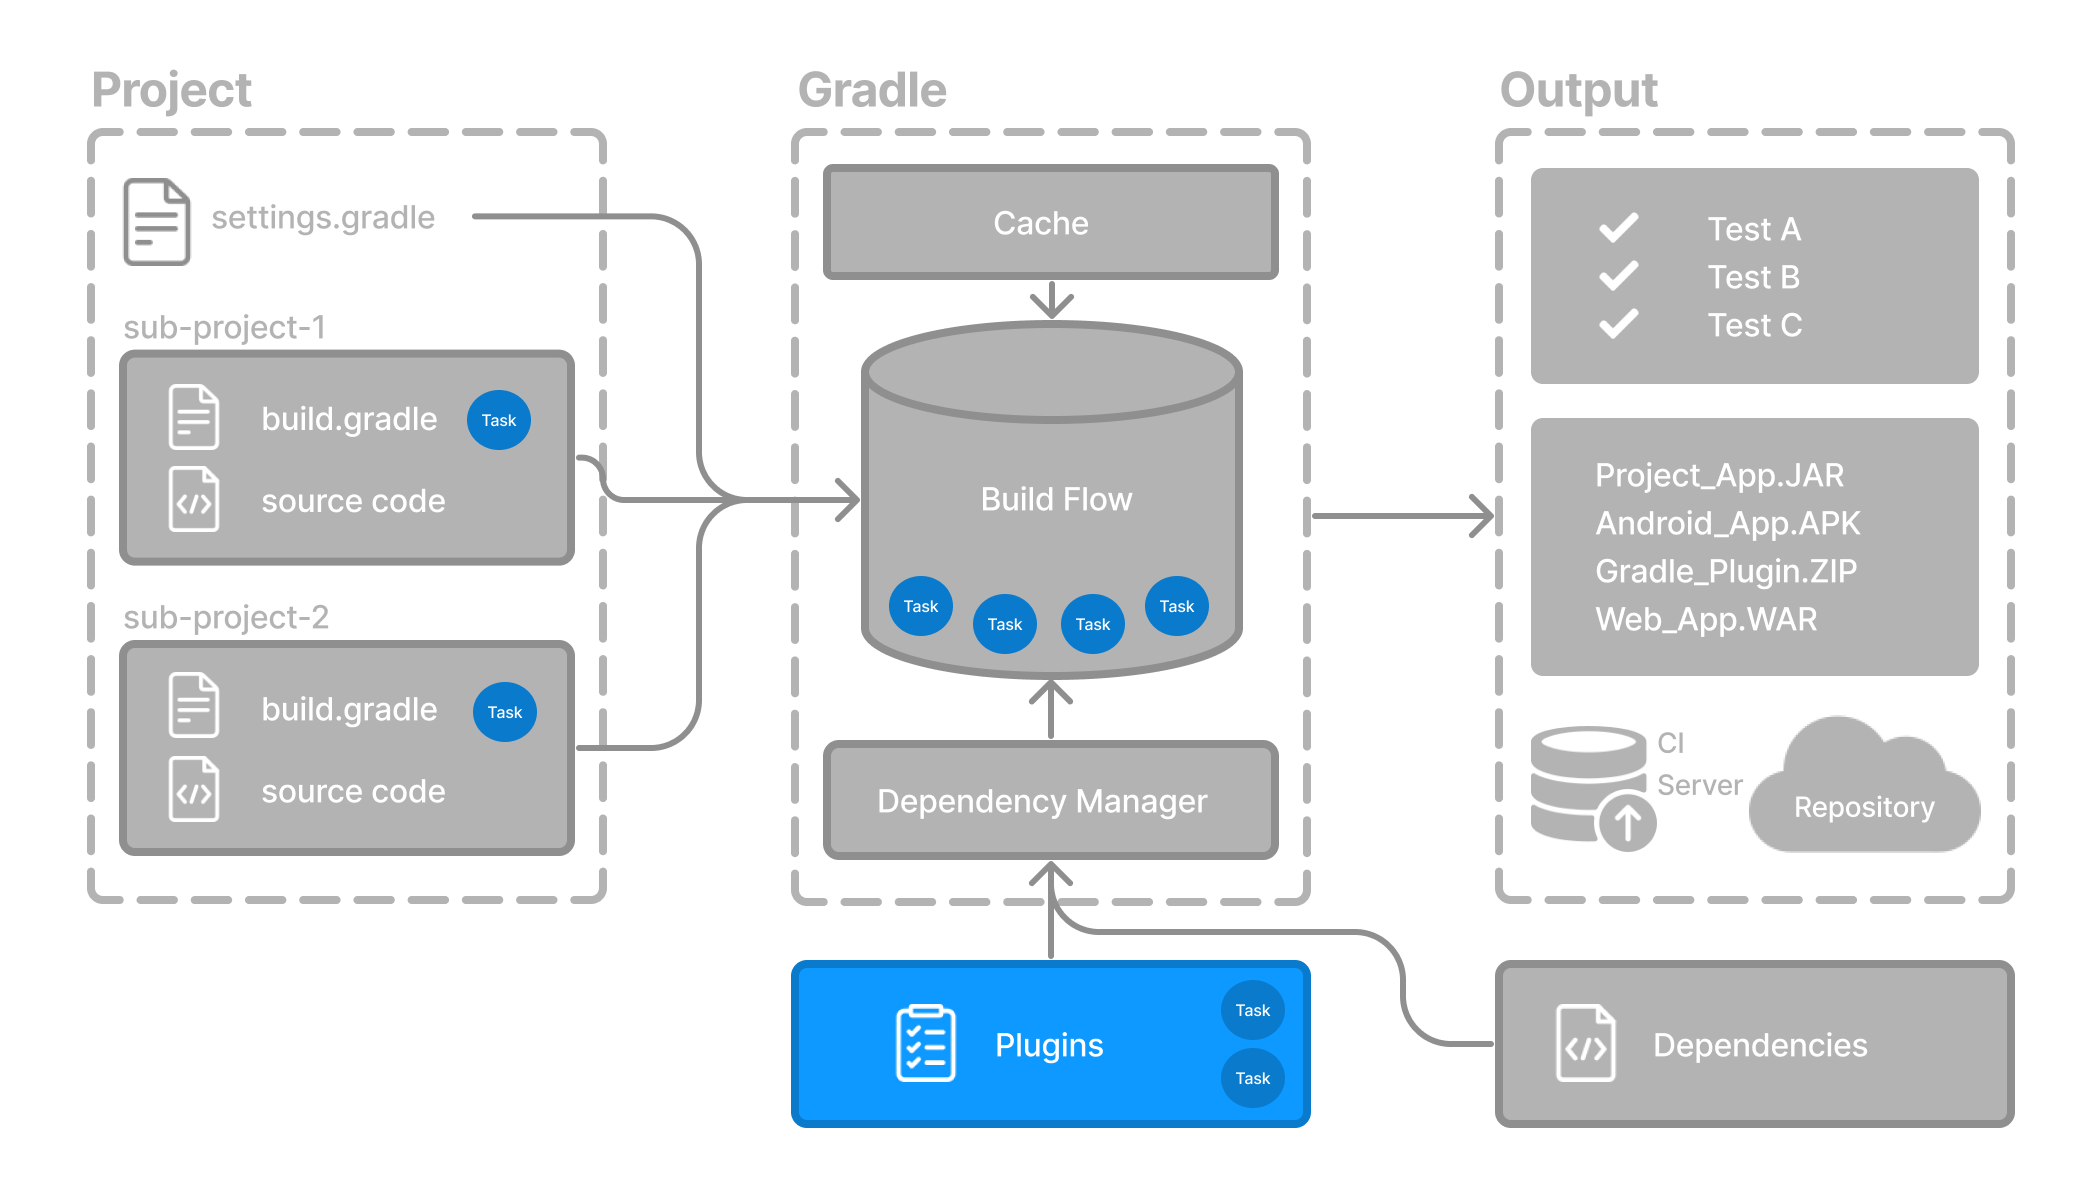 Project
settings.gradle
sub-project-1
build.gradle
Task
source code
sub-project-2
build.gradle
Task
source code
Gradle
Cache
Build Flow
Task
Task
Task
Task
Dependency Manager
Plugins
Task
Task
Output
Test A
Test B
Test C
Project_App.JAR
Android_App.APK
Gradle_Plugin.ZIP
Web_App.WAR
CI
Server
Repository
Dependencies